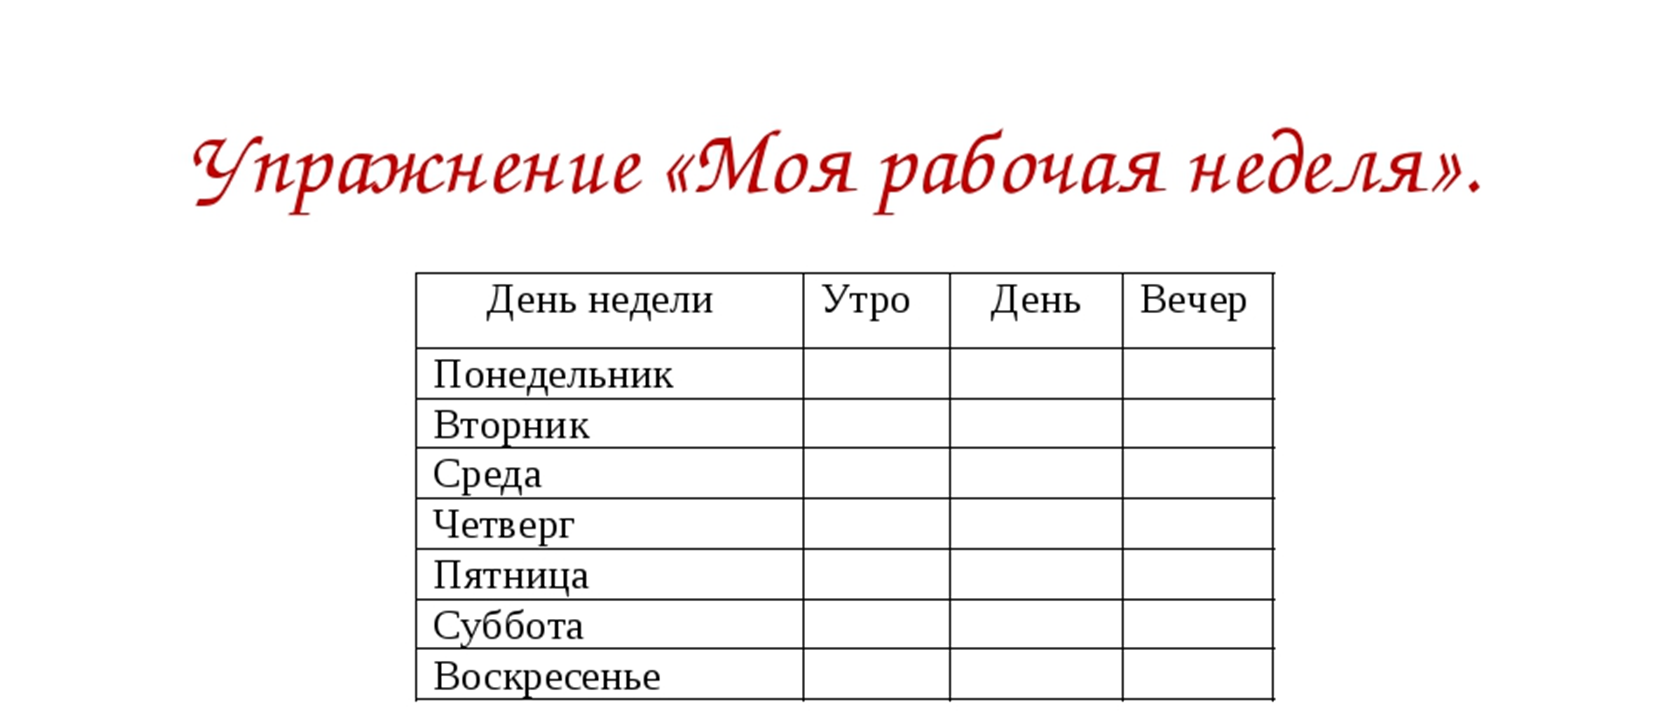 Упражнение «Моя рабочая неделя».
День недели Утро День Вечер
Понедельник
Вторник
Среда
Четверг
Пятница
Суббота
Воскресенье